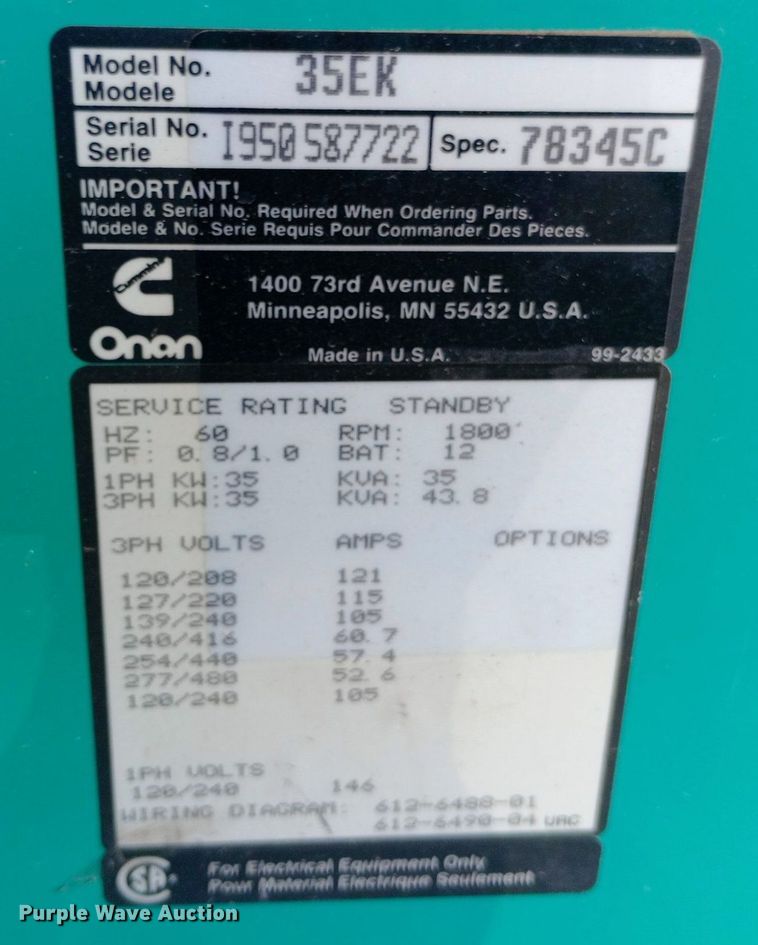 Model No. 35EK
Modele
Serial No. I950587722 Spec. 78345C
Serie
IMPORTANT!
Model & Serial No. Required When Ordering Parts.
Modele & No. Serie Requis Pour Commander Des Pieces.
Cummins
Onan
1400 73rd Avenue N.E.
Minneapolis, MN 55432 U.S.A.
Made in U.S.A. 99-2433
SERVICE RATING STANDBY
HZ: 60 RPM: 1800
PF: 0.8/1.0 BAT: 12
1PH KW:35 KVA: 35
3PH KW:35 KVA: 43.8
3PH VOLTS AMPS OPTIONS
120/208 121
127/220 115
139/240 105
240/416 60.7
254/440 57.4
277/480 52.6
120/240 105
1PH VOLTS
120/240 146
WIRING DIAGRAM: 612-6488-01
612-6490-04 VAC
SA For Electrical Equipment Only
Pour Material Electrique Seulement
Purple Wave Auction